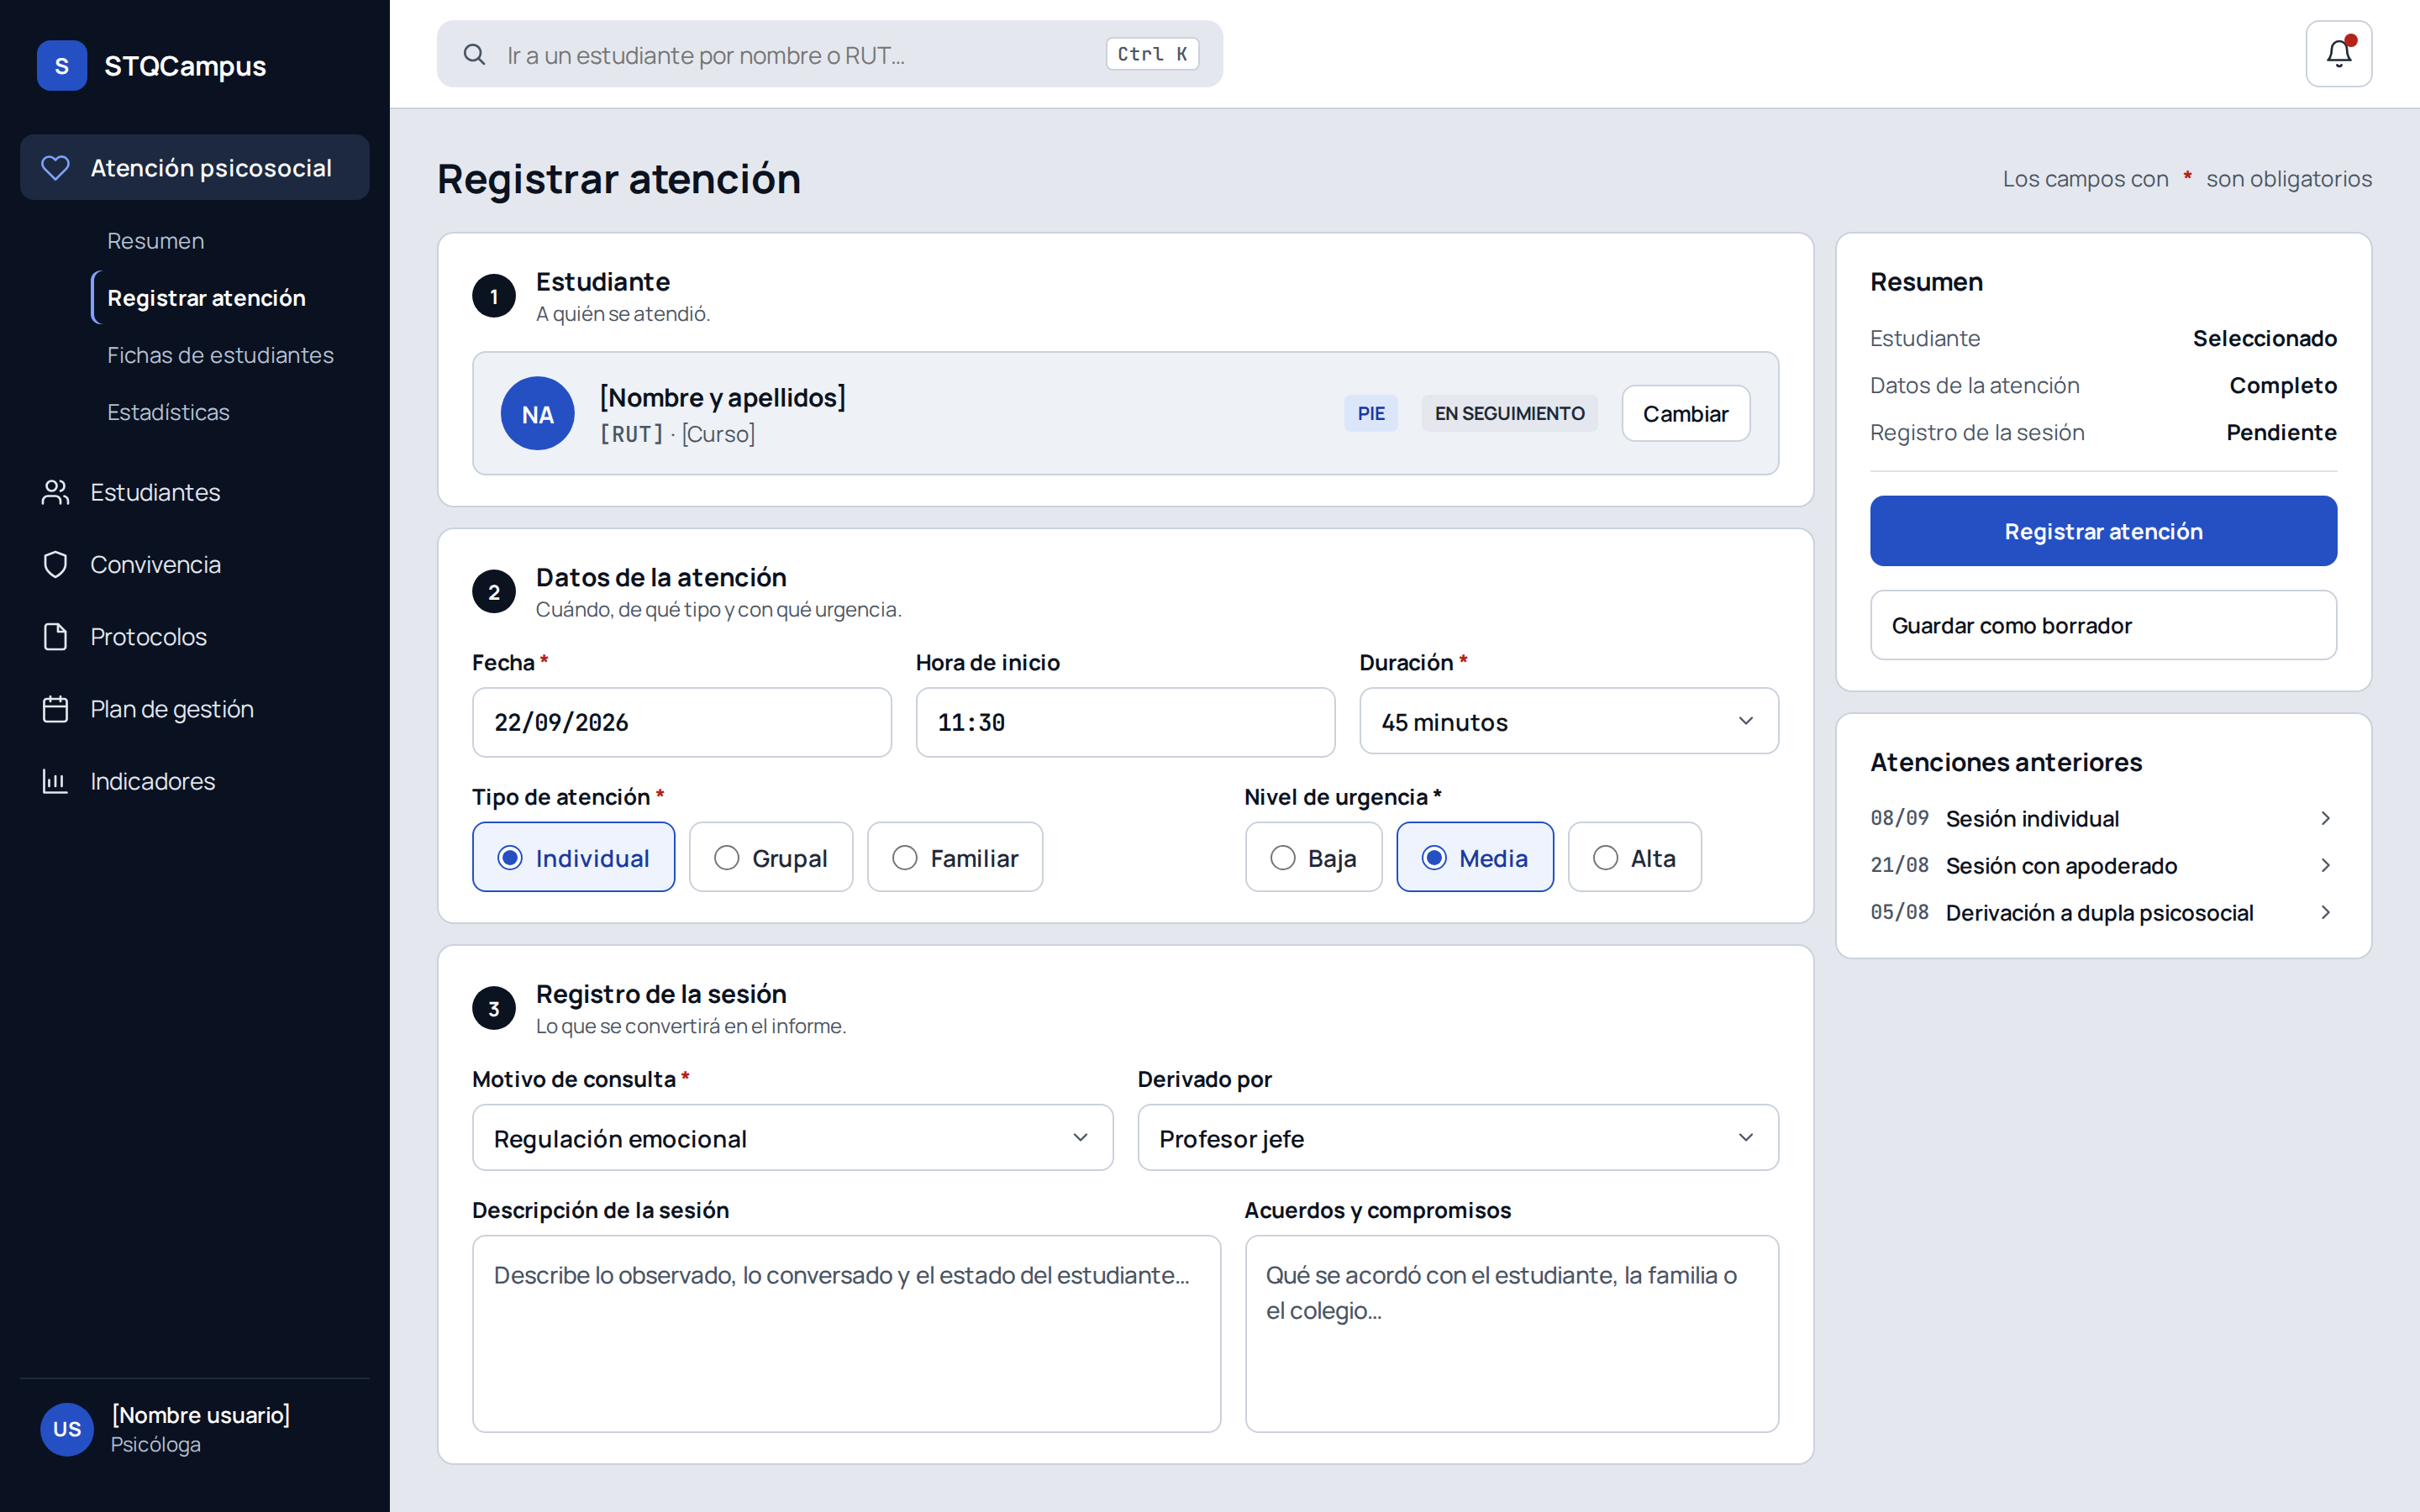 S STQCampus
Atención psicosocial
Resumen
Registrar atención
Fichas de estudiantes
Estadísticas
Estudiantes
Convivencia
Protocolos
Plan de gestión
Indicadores
US [Nombre usuario]
Psicóloga
Ir a un estudiante por nombre o RUT… Ctrl K
Registrar atención
Los campos con * son obligatorios
1 Estudiante
A quién se atendió.
NA [Nombre y apellidos]
[RUT] · [Curso]
PIE EN SEGUIMIENTO Cambiar
2 Datos de la atención
Cuándo, de qué tipo y con qué urgencia.
Fecha * Hora de inicio Duración *
22/09/2026 11:30 45 minutos
Tipo de atención * Nivel de urgencia *
Individual Grupal Familiar Baja Media Alta
3 Registro de la sesión
Lo que se convertirá en el informe.
Motivo de consulta * Derivado por
Regulación emocional Profesor jefe
Descripción de la sesión Acuerdos y compromisos
Describe lo observado, lo conversado y el estado del estudiante…
Qué se acordó con el estudiante, la familia o
el colegio…
Resumen
Estudiante Seleccionado
Datos de la atención Completo
Registro de la sesión Pendiente
Registrar atención
Guardar como borrador
Atenciones anteriores
08/09 Sesión individual
21/08 Sesión con apoderado
05/08 Derivación a dupla psicosocial